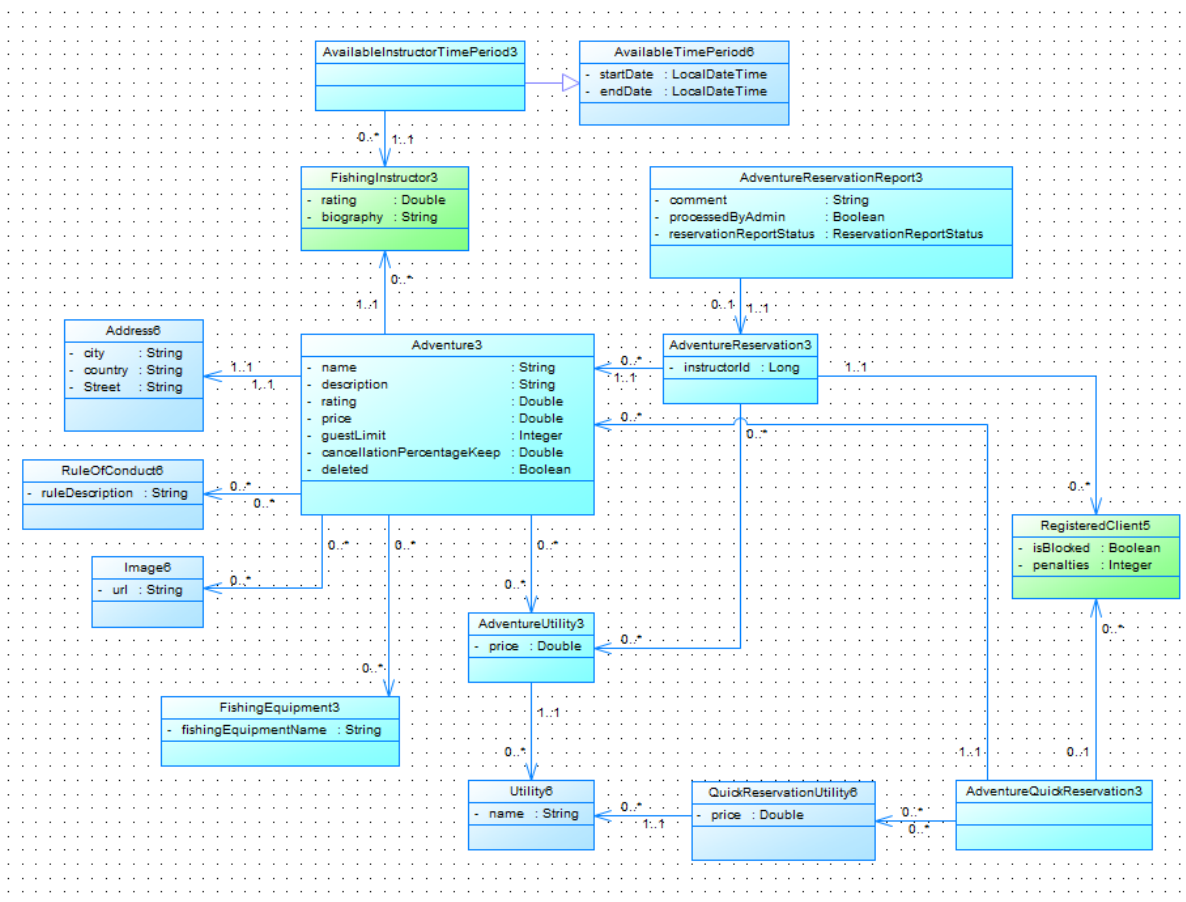 AvailableInstructorTimePeriod3
AvailableTimePeriod6
- startDate : LocalDateTime
- endDate : LocalDateTime
0..*
1..1
FishingInstructor3
- rating : Double
- biography : String
AdventureReservationReport3
- comment : String
- processedByAdmin : Boolean
- reservationReportStatus : ReservationReportStatus
0..*
1..1
0..1
1..1
Address6
- city : String
- country : String
- Street : String
1..1
1..1
Adventure3
- name : String
- description : String
- rating : Double
- price : Double
- guestLimit : Integer
- cancellationPercentageKeep : Double
- deleted : Boolean
0..*
1..1
0..*
AdventureReservation3
- instructorId : Long
1..1
0..*
0..*
RuleOfConduct6
- ruleDescription : String
0..*
0..*
RegisteredClient5
- isBlocked : Boolean
- penalties : Integer
0..*
0..*
0..*
0..*
Image6
- url : String
0..*
0..*
AdventureUtility3
- price : Double
0..*
0..*
FishingEquipment3
- fishingEquipmentName : String
1..1
0..*
1..1
0..1
Utility6
- name : String
0..*
1..1
QuickReservationUtility6
- price : Double
0..*
0..*
AdventureQuickReservation3